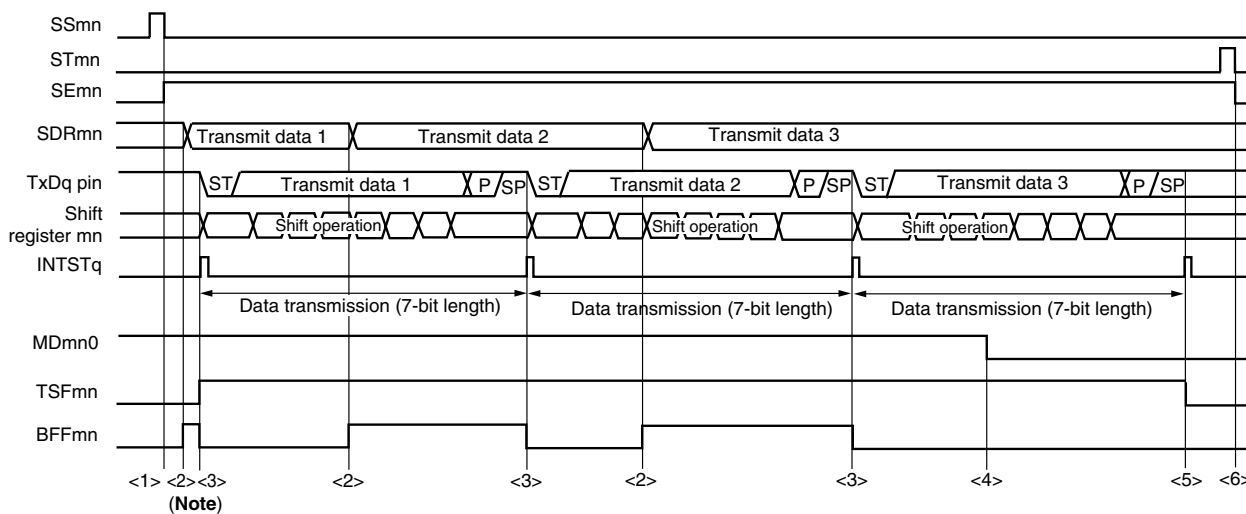 SSmn
STmn
SEmn
SDRmn Transmit data 1 Transmit data 2 Transmit data 3
TxDq pin ST Transmit data 1 P SP ST Transmit data 2 P SP ST Transmit data 3 P SP
Shift
register mn Shift operation Shift operation Shift operation
INTSTq
Data transmission (7-bit length) Data transmission (7-bit length) Data transmission (7-bit length)
MDmn0
TSFmn
BFFmn
<1> <2> <3> <2> <3> <2> <3> <4> <5> <6>
(Note)